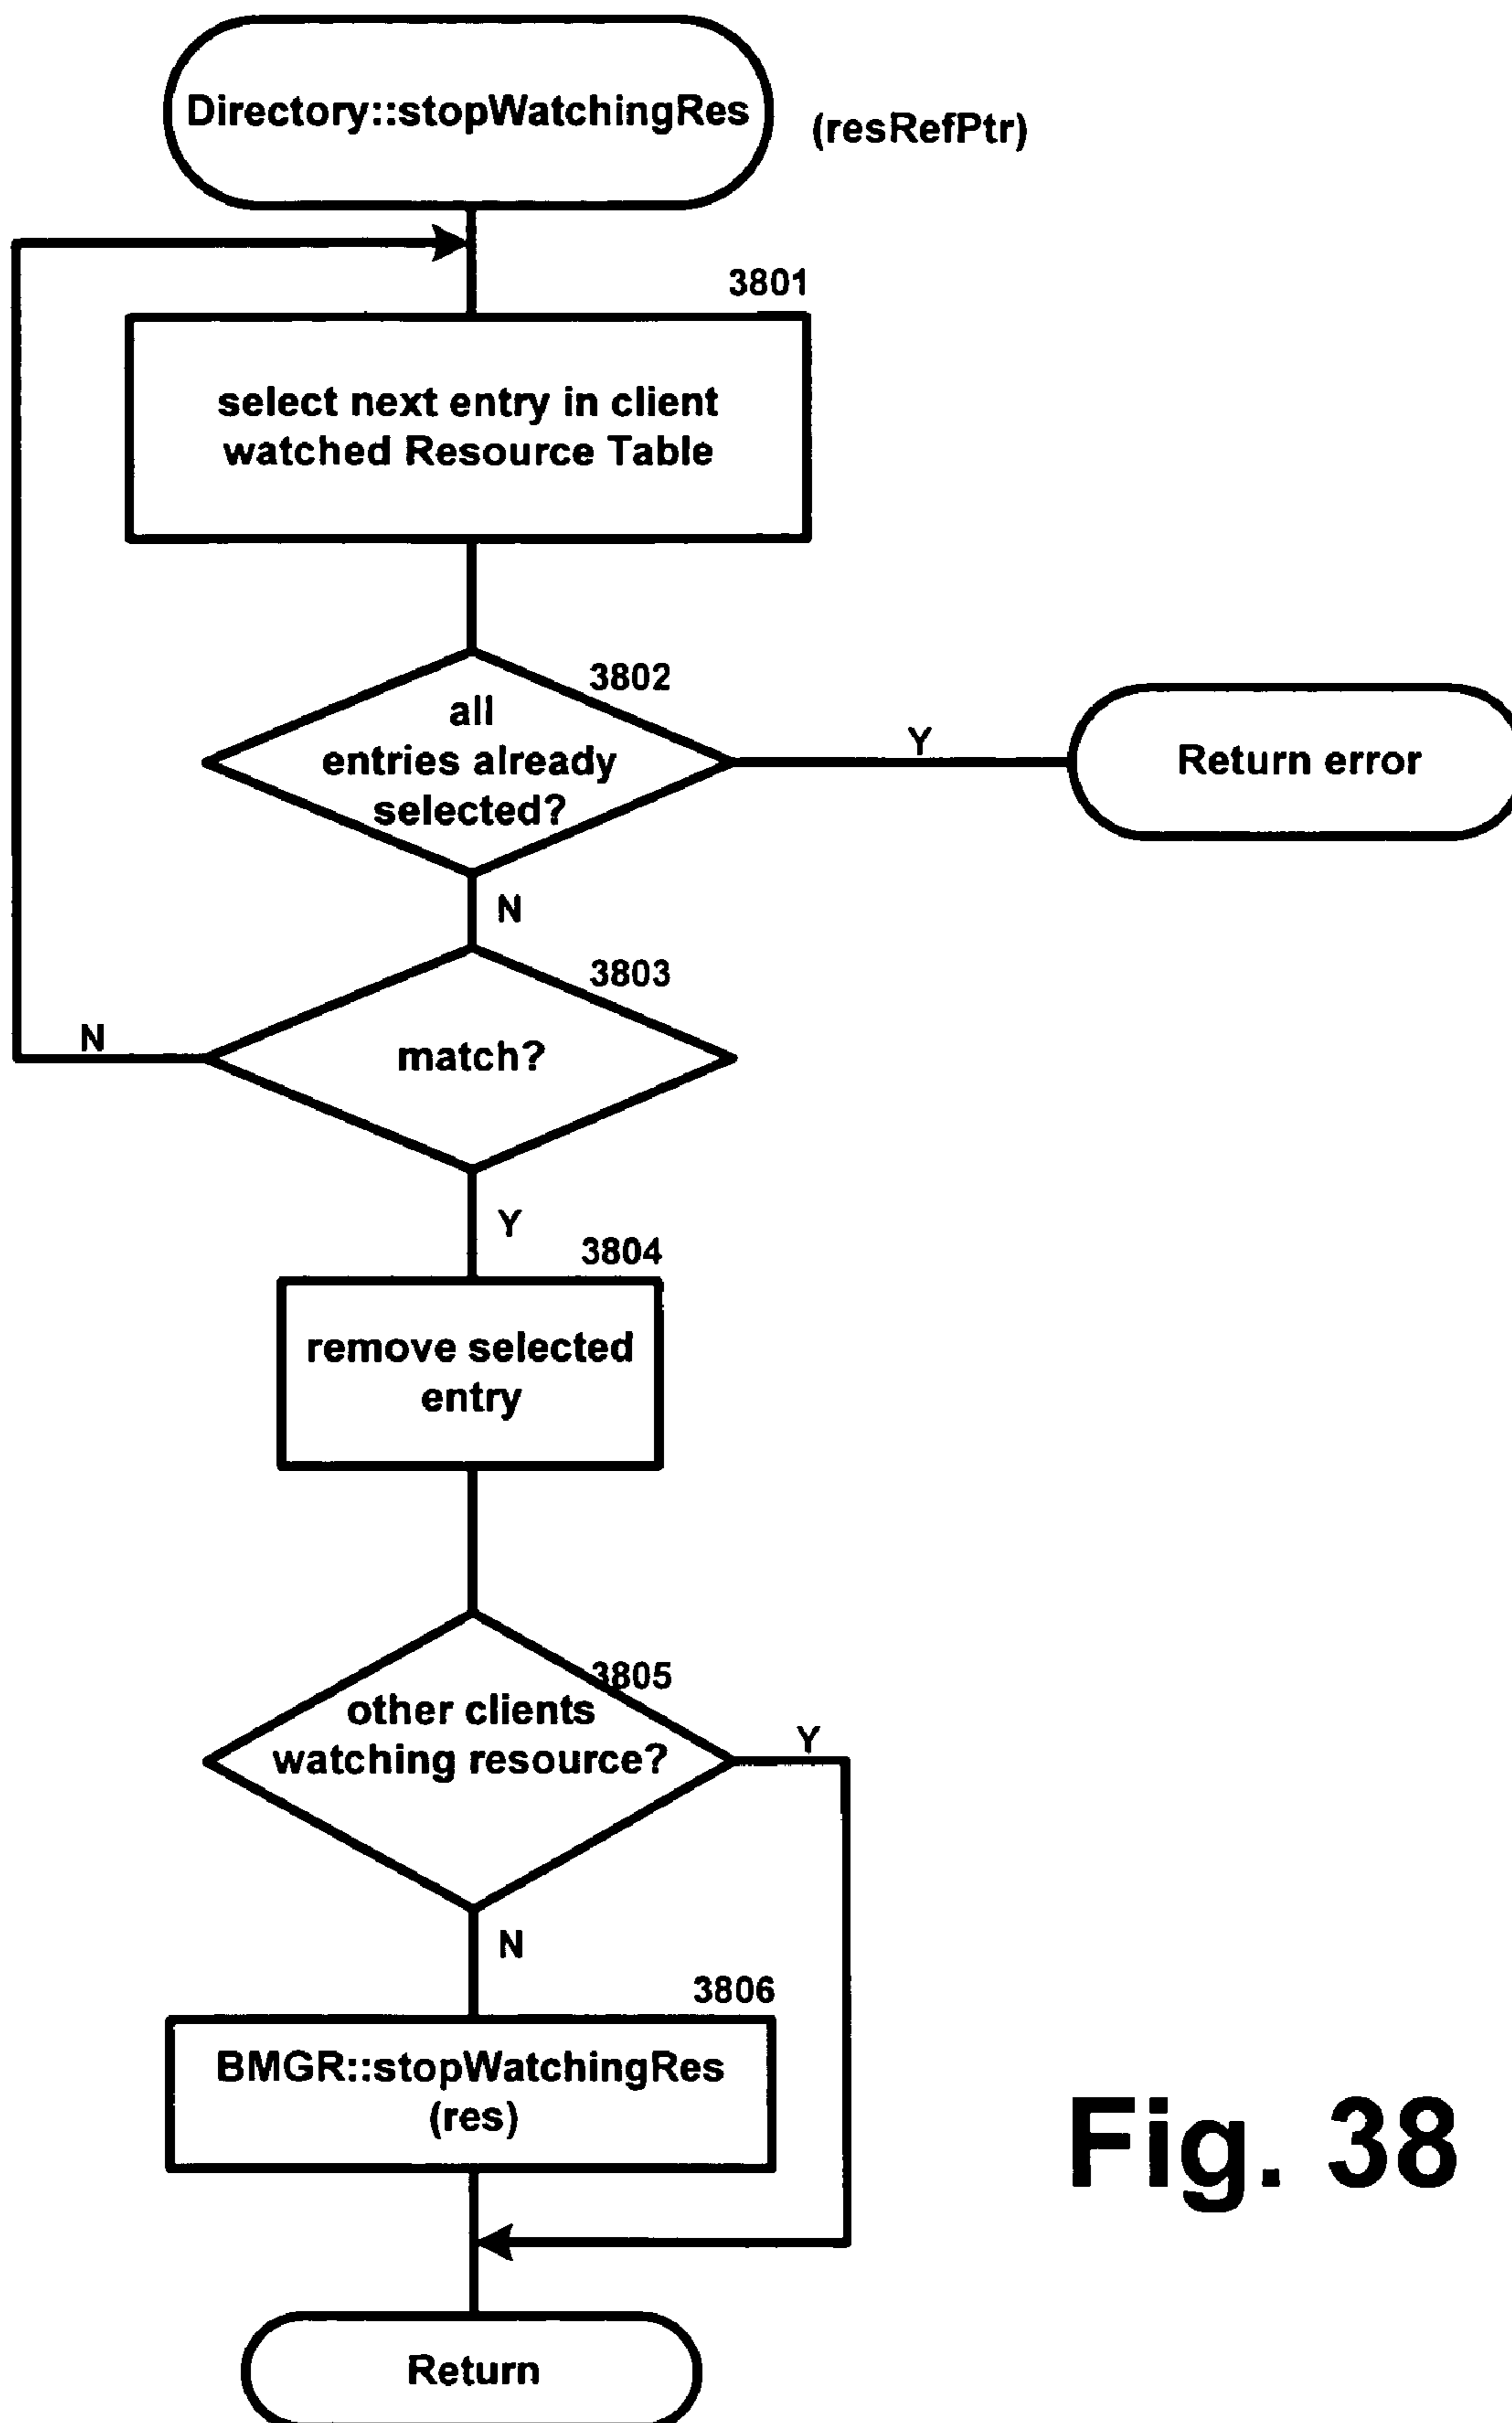 Directory::stopWatchingRes
(resRefPtr)
3801
select next entry in client
watched Resource Table
3802
all
entries already
selected?
Y
Return error
N
3803
match?
N
Y
3804
remove selected
entry
3805
other clients
watching resource?
Y
N
3806
BMGR::stopWatchingRes
(res)
Return
Fig. 38